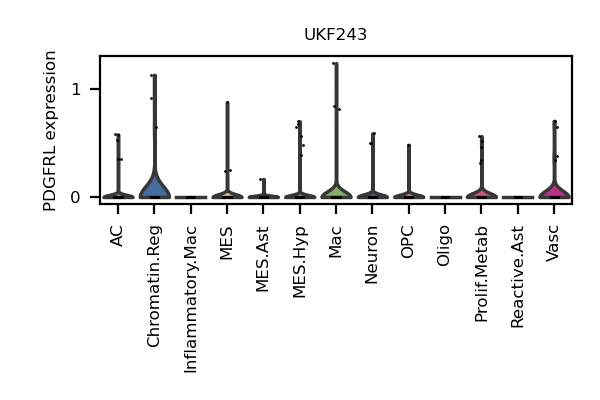 UKF243
PDGFRL expression
1
0
AC
Chromatin.Reg
Inflammatory.Mac
MES
MES.Ast
MES.Hyp
Mac
Neuron
OPC
Oligo
Prolif.Metab
Reactive.Ast
Vasc